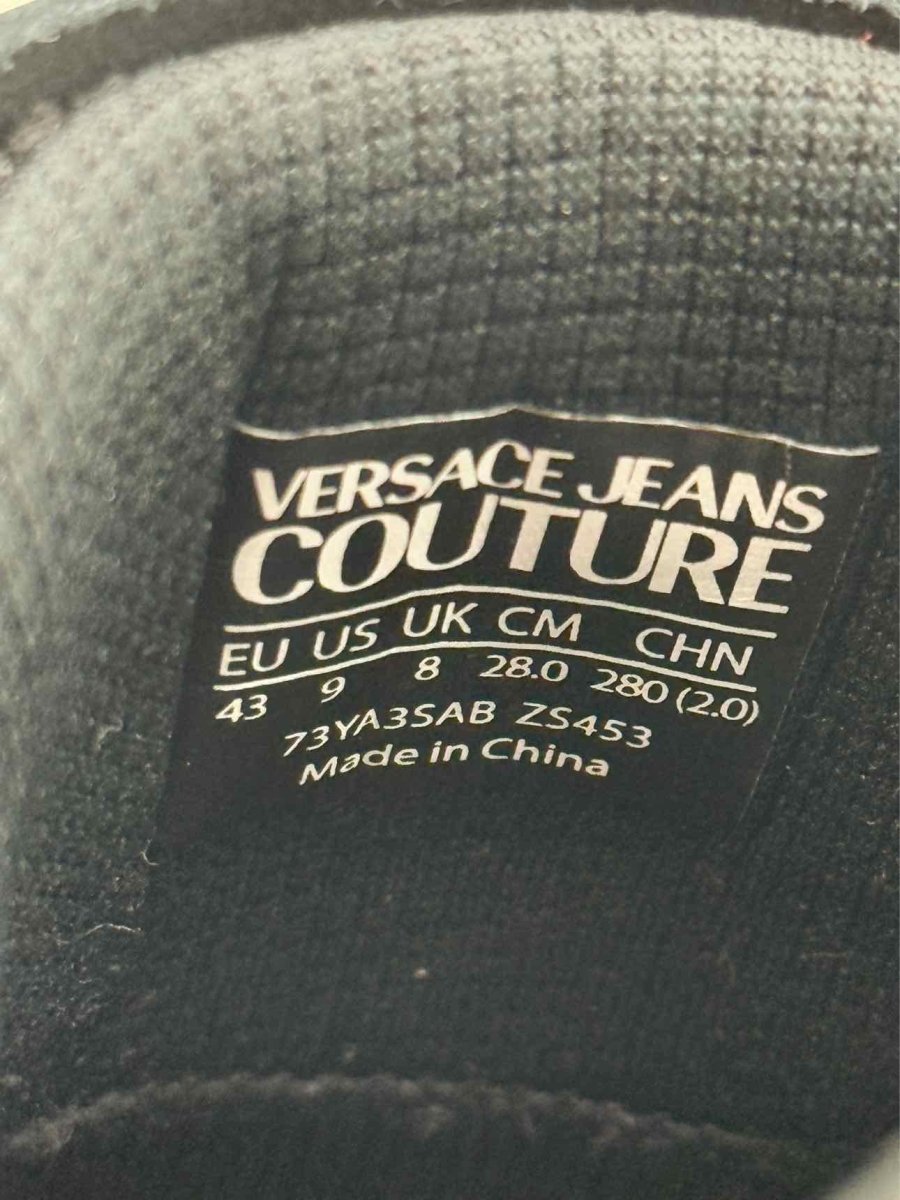 VERSACE JEANS
COUTURE
EU US UK CM CHN
43 9 8 28.0 280 (2.0)
73YA3SAB ZS453
Made in China